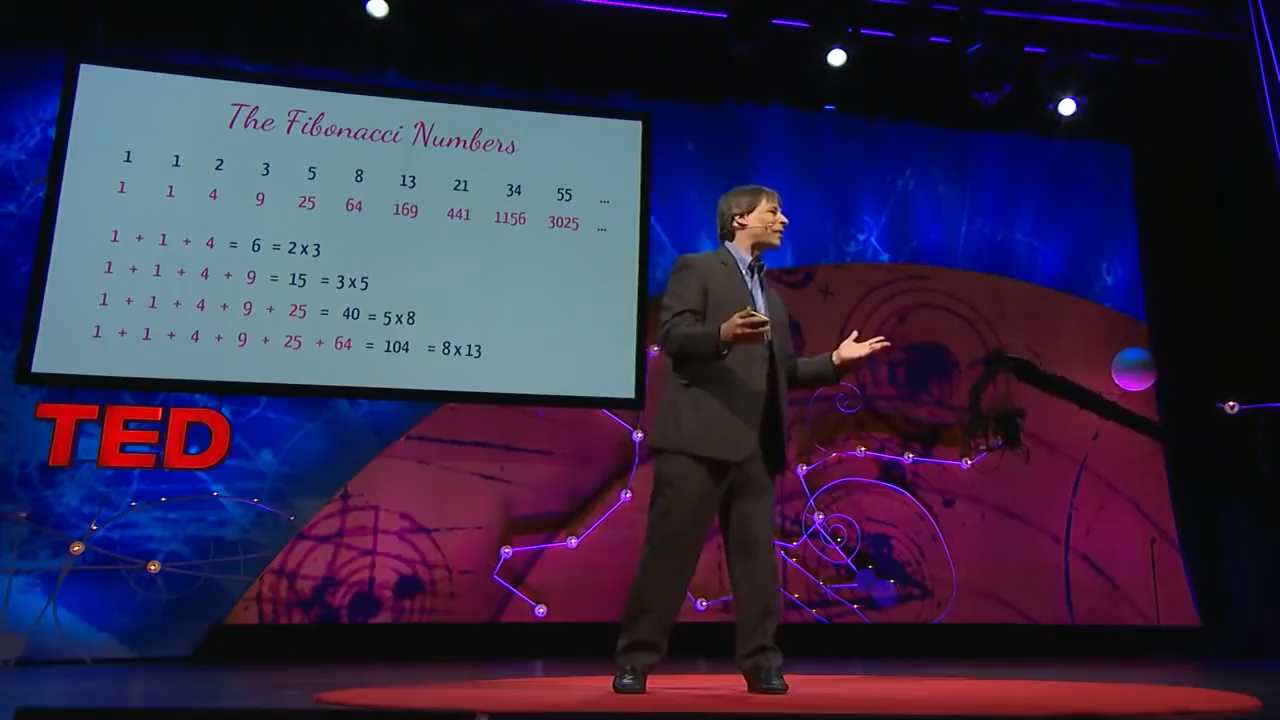 The Fibonacci Numbers
1 1 2 3 5 8 13 21 34 55 ...
1 1 4 9 25 64 169 441 1156 3025 ...
1 + 1 + 4 = 6 = 2x3
1 + 1 + 4 + 9 = 15 = 3x5
1 + 1 + 4 + 9 + 25 = 40 = 5x8
1 + 1 + 4 + 9 + 25 + 64 = 104 = 8x13
TED